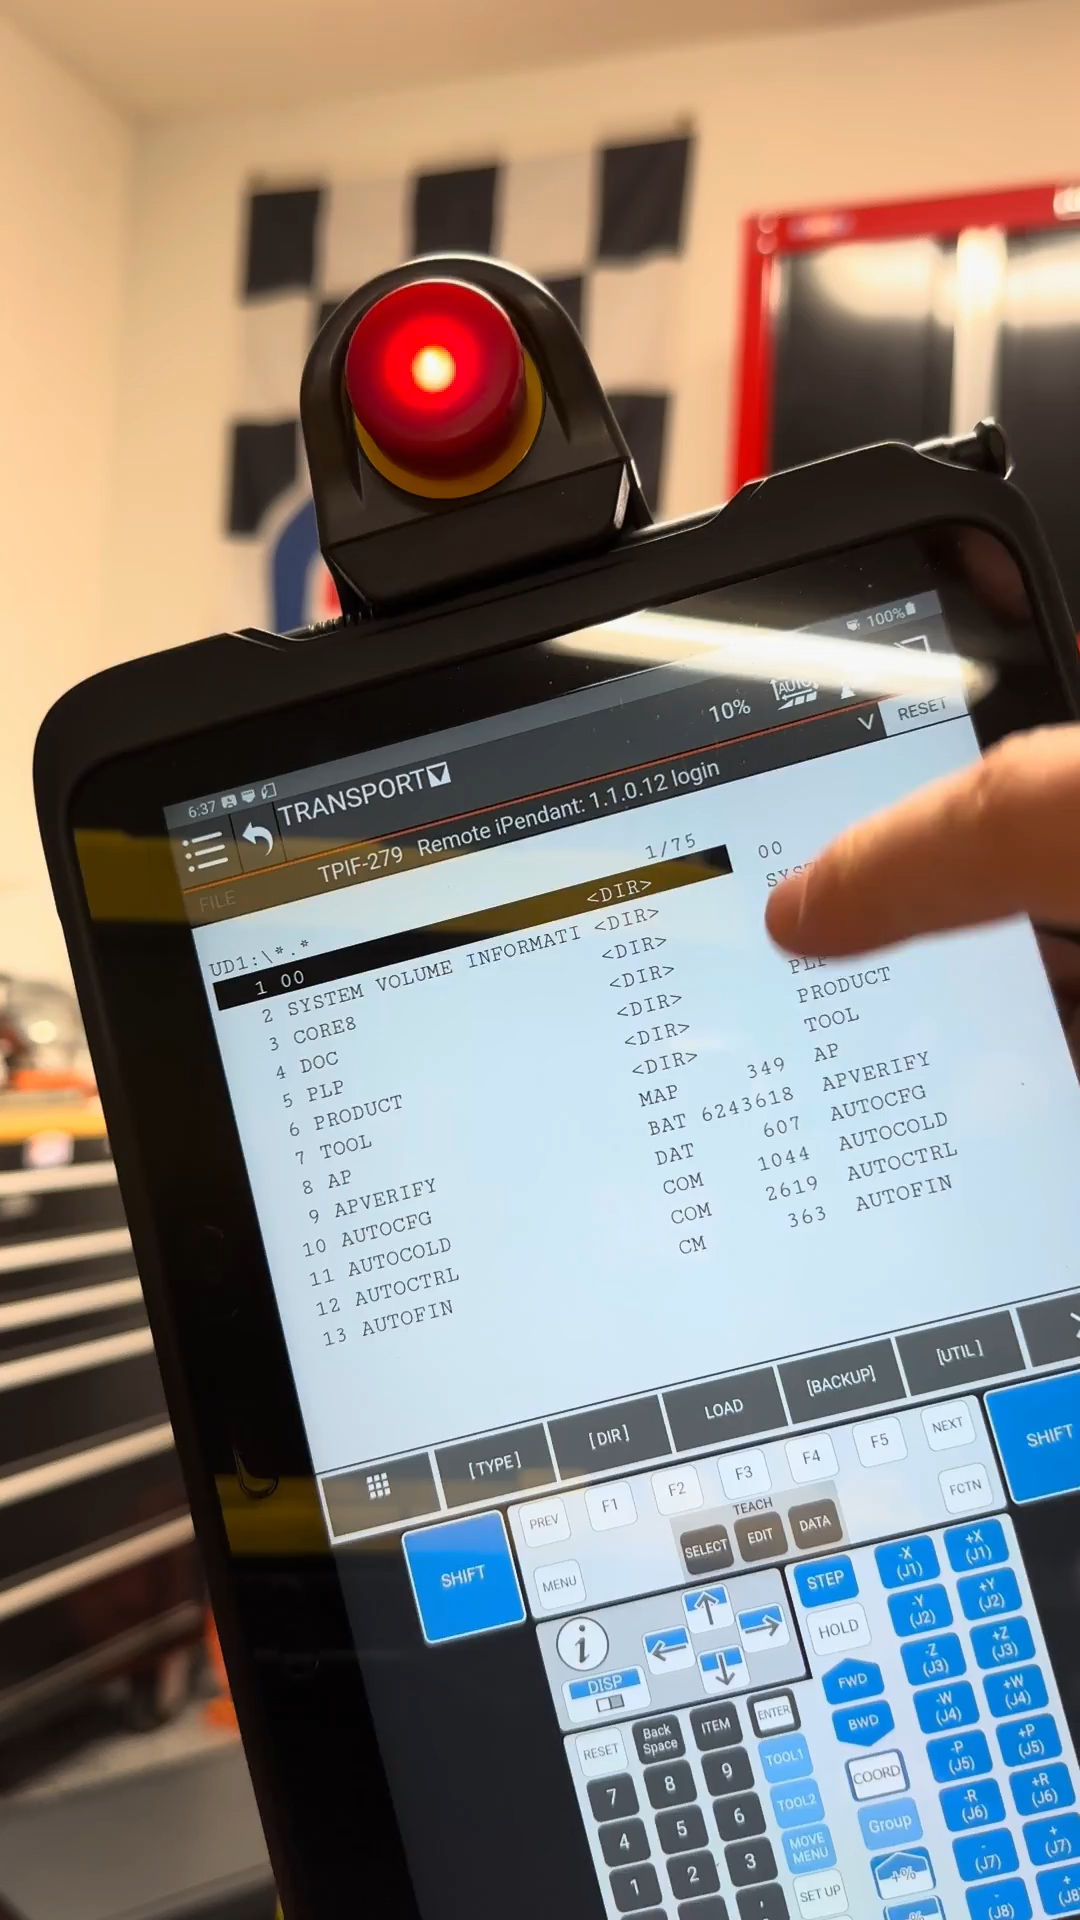 6:37 100%
TRANSPORT 10% AUTO
TPIF-279 Remote iPendant: 1.1.0.12 login RESET
FILE
UD1:\*.* 1/75
1 00 <DIR> 00
2 SYSTEM VOLUME INFORMATI <DIR>
3 CORE8 <DIR>
4 DOC <DIR>
5 PLP <DIR> PLP
6 PRODUCT <DIR> PRODUCT
7 TOOL <DIR> TOOL
8 AP MAP 349 AP
9 APVERIFY BAT 6243618 APVERIFY
10 AUTOCFG DAT 607 AUTOCFG
11 AUTOCOLD COM 1044 AUTOCOLD
12 AUTOCTRL COM 2619 AUTOCTRL
13 AUTOFIN CM 363 AUTOFIN
[TYPE] [DIR] LOAD [BACKUP] [UTIL]
PREV F1 F2 F3 F4 F5 NEXT
SHIFT SHIFT
MENU TEACH FCTN
SELECT EDIT DATA
STEP -X (J1) +X (J1)
HOLD -Y (J2) +Y (J2)
i
DISP
-Z (J3) +Z (J3)
FWD -W (J4) +W (J4)
BWD -P (J5) +P (J5)
RESET Back Space ITEM ENTER
7 8 9 TOOL1 COORD -R (J6) +R (J6)
4 5 6 TOOL2 Group - (J7) + (J7)
1 2 3 MOVE MENU +% - (J8) + (J8)
SET UP